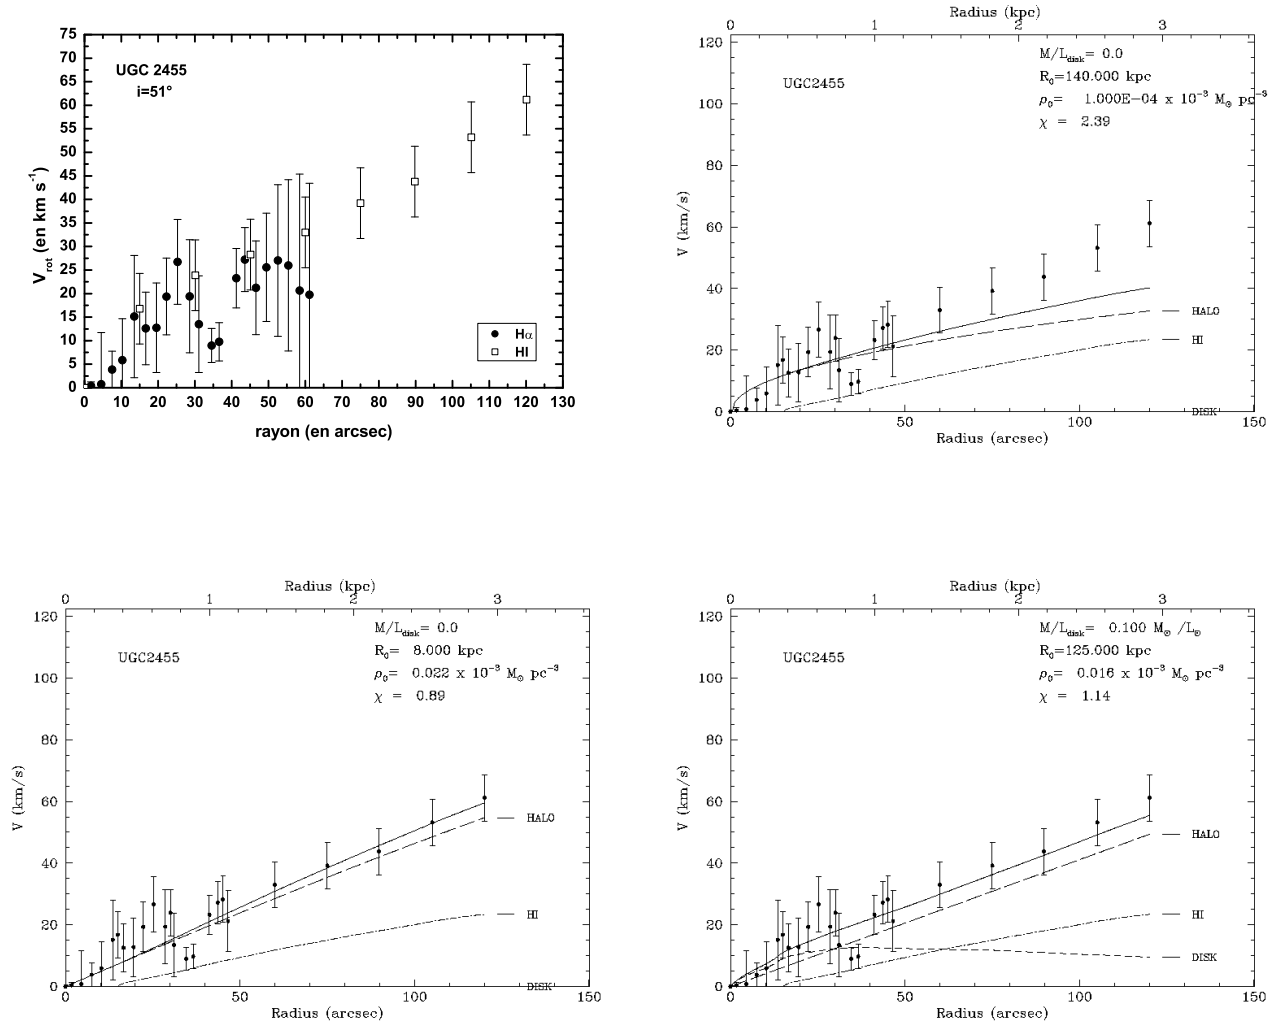 UGC 2455
i=51°
75
70
65
60
55
50
45
40
35
30
25
20
15
10
5
0
V rot (en km s -1)
Hα
HI
0 10 20 30 40 50 60 70 80 90 100 110 120 130
rayon (en arcsec)
Radius (kpc)
0 1 2 3
UGC2455
M/L disk= 0.0
R0=140.000 kpc
ρ0= 1.000E−04 x 10−3 M⊙ pc−3
χ = 2.39
120
100
80
60
40
20
0
V (km/s)
HALO
HI
DISK
0 50 100 150
Radius (arcsec)
Radius (kpc)
0 1 2 3
UGC2455
M/L disk= 0.0
R0= 8.000 kpc
ρ0= 0.022 x 10−3 M⊙ pc−3
χ = 0.89
120
100
80
60
40
20
0
V (km/s)
HALO
HI
DISK
0 50 100 150
Radius (arcsec)
Radius (kpc)
0 1 2 3
UGC2455
M/L disk= 0.100 M⊙ /L⊙
R0=125.000 kpc
ρ0= 0.016 x 10−3 M⊙ pc−3
χ = 1.14
120
100
80
60
40
20
0
V (km/s)
HALO
HI
DISK
0 50 100 150
Radius (arcsec)